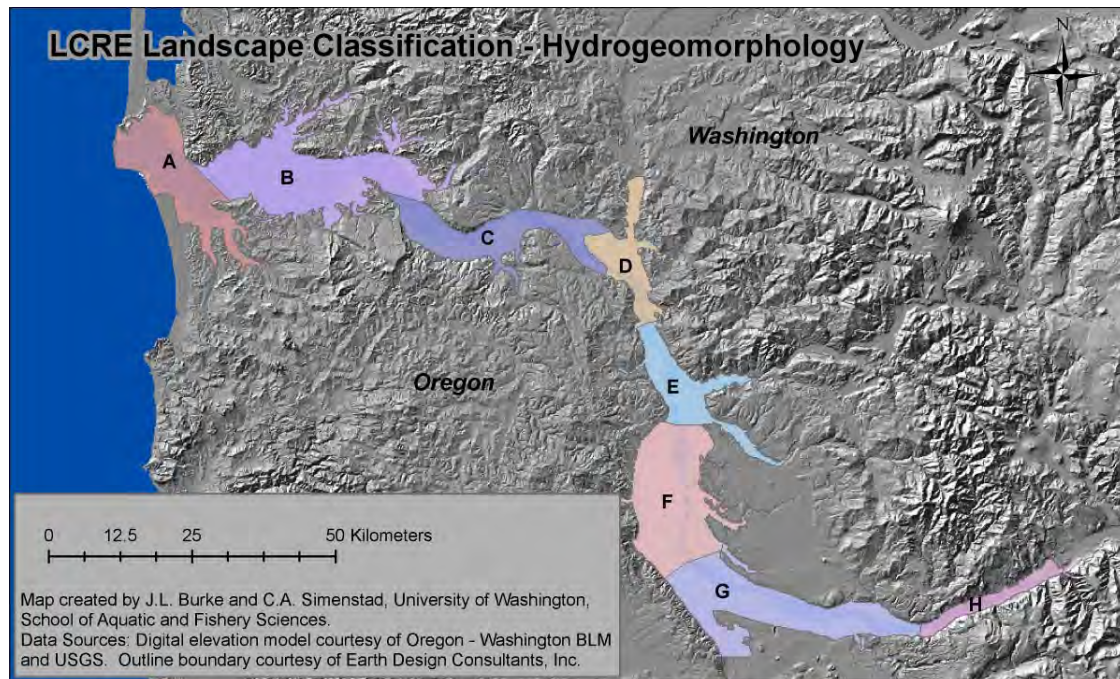 LCRE Landscape Classification - Hydrogeomorphology
N
Washington
A
B
C
D
Oregon
E
F
G
H
0 12.5 25 50 Kilometers
Map created by J.L. Burke and C.A. Simenstad, University of Washington,
School of Aquatic and Fishery Sciences.
Data Sources: Digital elevation model courtesy of Oregon - Washington BLM
and USGS. Outline boundary courtesy of Earth Design Consultants, Inc.